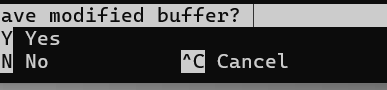 ave modified buffer?
Y Yes
N No ^C Cancel